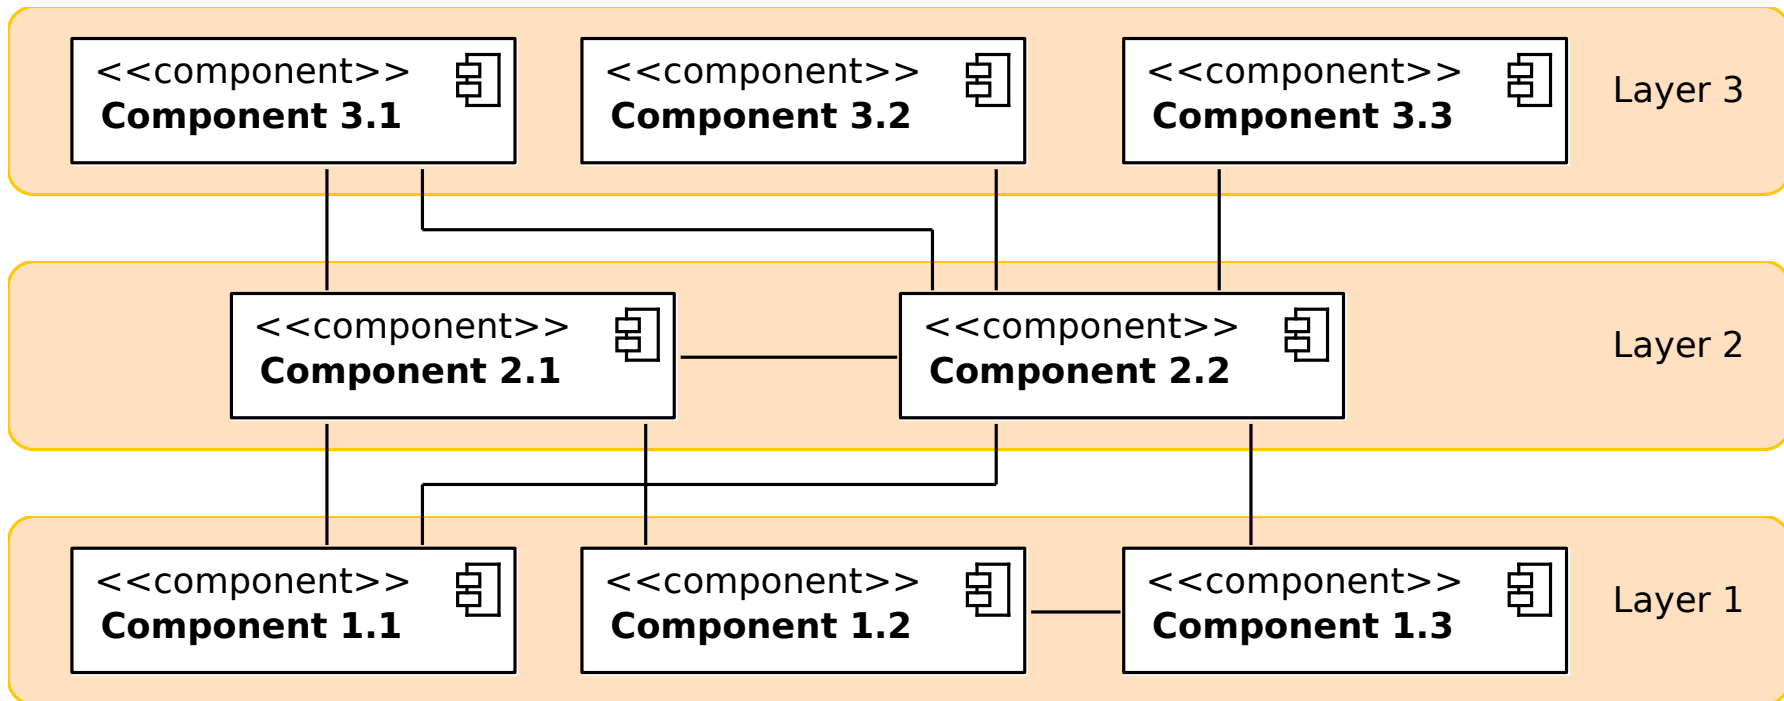 <<component>>
Component 3.1
<<component>>
Component 3.2
<<component>>
Component 3.3
Layer 3
<<component>>
Component 2.1
<<component>>
Component 2.2
Layer 2
<<component>>
Component 1.1
<<component>>
Component 1.2
<<component>>
Component 1.3
Layer 1